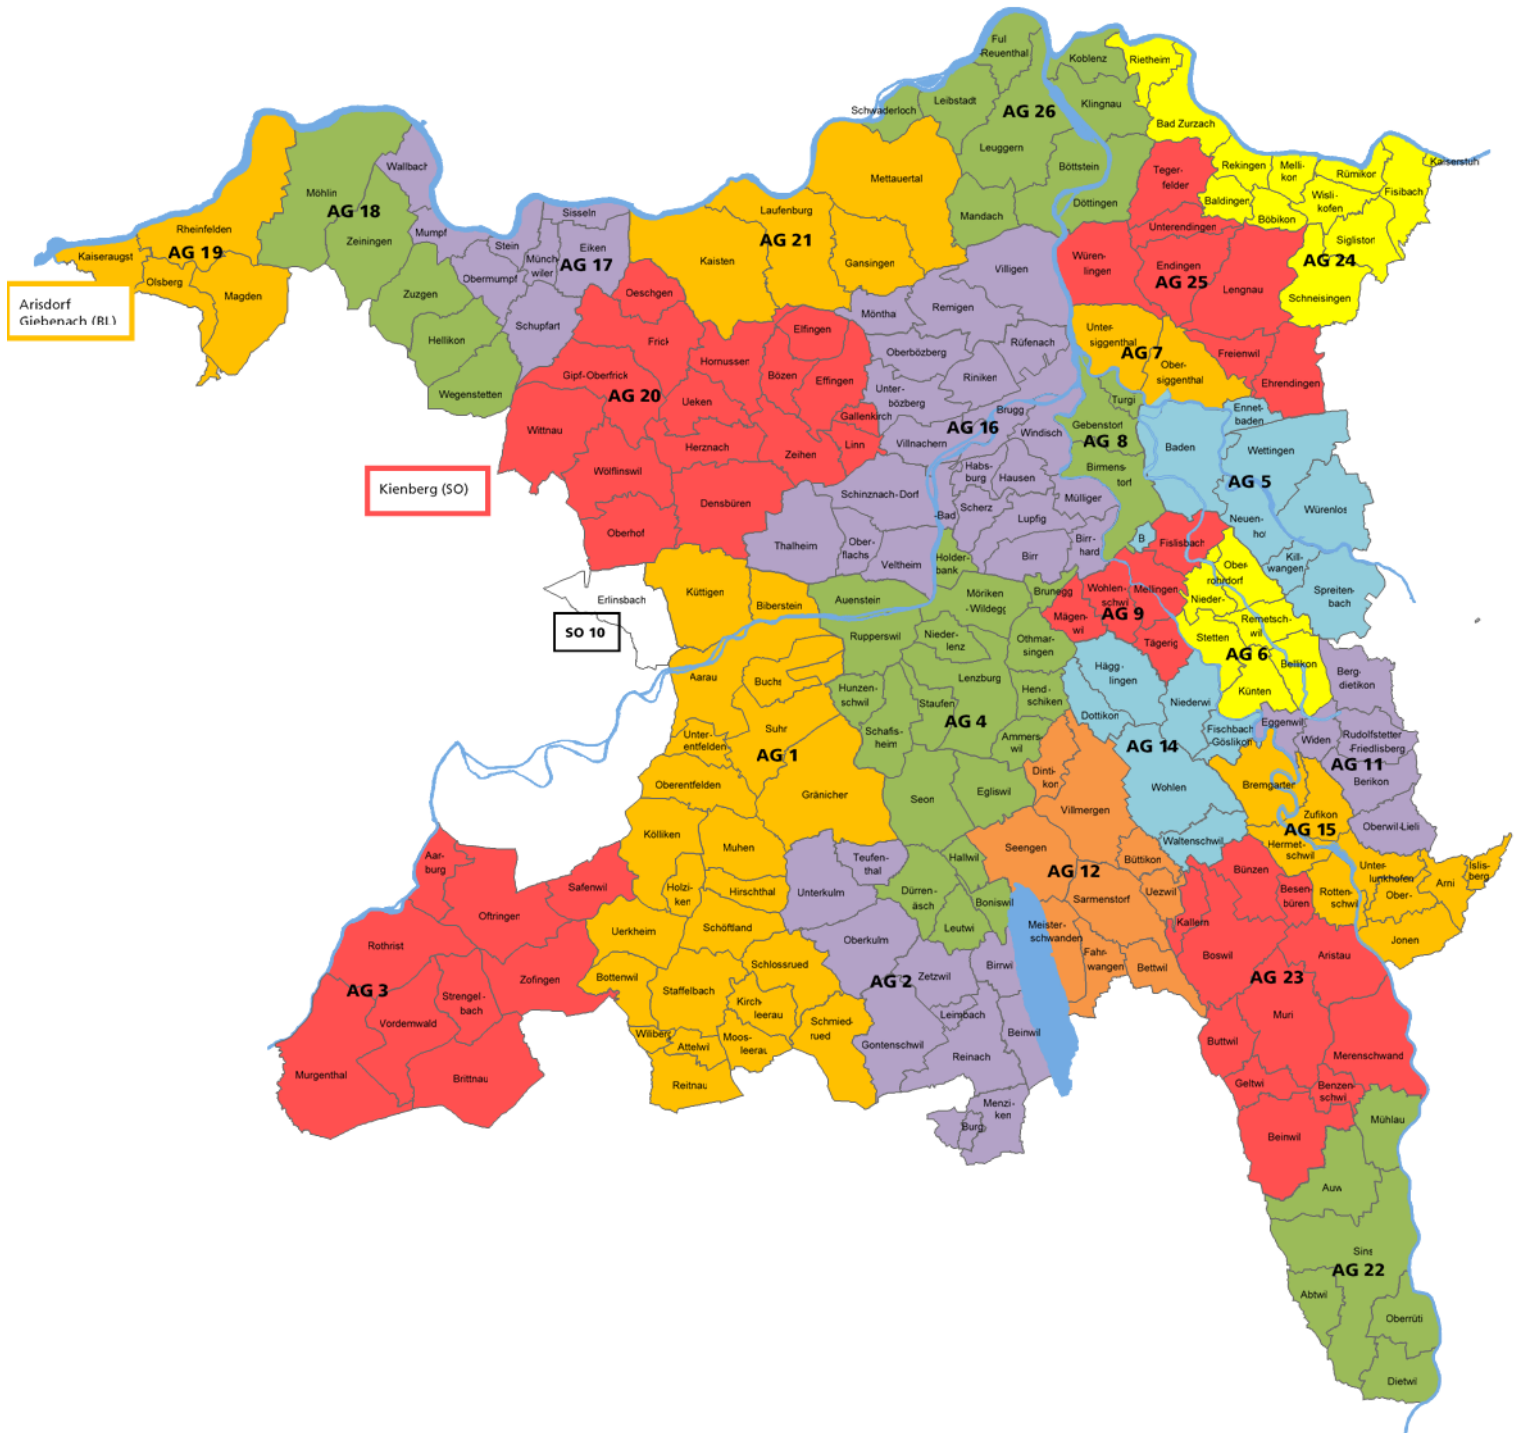 Ful
Reuenthal
Koblenz
Rietheim
Leibstadt
Schwaderloch
AG 26
Klingnau
Bad Zurzach
Leuggern
Böttstein
Mandach
Döttingen
Teger-
felder
Rekingen
Melli-
kon
Rümikon
Kaiserstuh
Fisibach
Baldingen
Böbikon
Wisli-
kofen
Siglistor
AG 24
Schneisingen
Unterendingen
Würen-
lingen
Endingen
AG 25
Lengnau
Freienwil
Ehrendingen
Wallbach
Möhlin
AG 18
Zeiningen
Zuzgen
Hellikon
Wegenstetten
Rheinfelden
AG 19
Kaiseraugst
Olsberg
Magden
Arisdorf
Giebenach (BL)
Mumpf
Stein
Sisseln
Münch-
wiler
Eiken
AG 17
Obermumpf
Schupfart
Mettauertal
Laufenburg
AG 21
Kaisten
Gansingen
Oeschgen
Frick
Hornussen
Elfingen
Bözen
Effingen
Gipf-Oberfrick
AG 20
Ueken
Gallenkirch
Linn
Wittnau
Herznach
Zeihen
Wölflinswil
Densbüren
Oberhof
Kienberg (SO)
Villigen
Remigen
Möntha
Rüfenach
Oberbözberg
Riniken
Unter-
bözberg
Brugg
AG 16
Windisch
Villnachern
Habs-
burg
Hausen
Schinznach-Dorf
-Bad
Scherz
Lupfig
Mülliger
Birr-
hard
Birr
Thalheim
Ober-
flachs
Veltheim
Unter-
siggenthal
AG 7
Ober-
siggenthal
Turgi
Gebenstorf
AG 8
Birmens-
torf
Ennet-
baden
Baden
Wettingen
AG 5
Würenlos
Neuen-
hof
Kill-
wangen
Spreiten-
bach
B
Fislisbach
Wohlen-
schwi
Mellingen
AG 9
Mägen-
wi
Tägerig
Ober-
rohrdorf
Nieder-
Remetsch-
wil
Stetten
AG 6
Bellikon
Künten
Erlinsbach
SO 10
Küttigen
Biberstein
Aarau
Buchs
Suhr
Unter-
entfelden
AG 1
Oberentfelden
Gränichen
Kölliken
Muhen
Holzi-
ken
Hirschthal
Uerkheim
Schöftland
Bottenwil
Staffelbach
Schlossrued
Kirch-
leerau
Schmied-
rued
Wiliberg
Attelwil
Moos-
leerau
Reitnau
Holder-
bank
Auenstein
Möriken
-Wildegg
Brunegg
Rupperswil
Nieder-
lenz
Othmar-
singen
Lenzburg
Hunzen-
schwil
Staufen
Hend-
schiken
AG 4
Schafis-
heim
Ammers-
wil
Seon
Egliswil
Hallwil
Dürren-
äsch
Boniswil
Leutwi
Hägg-
lingen
Dottikon
Niederwi
Fischbach-
Göslikon
AG 14
Wohlen
Waltenschwil
Dinti-
kon
Villmergen
Seengen
AG 12
Büttikon
Uezwil
Sarmenstorf
Meister-
schwanden
Fahr-
wangen
Bettwil
Berg-
dietikon
Eggenwil
Widen
Rudolfstetten
-Friedlisberg
AG 11
Berikon
Oberwil-Lieli
Bremgarten
Zufikon
AG 15
Hermet-
schwil
Unter-
lunkhofen
Ober-
Arni
Islis-
berg
Rotten-
schwi
Jonen
Aar-
burg
Safenwil
Oftringen
Rothrist
Zofingen
AG 3
Strengel-
bach
Vordemwald
Murgenthal
Brittnau
Teufen-
thal
Unterkulm
Oberkulm
AG 2
Zetzwil
Birrwi
Leimbach
Gontenschwil
Beinwil
Reinach
Menzi-
ken
Burg
Bünzen
Besen-
büren
Kallern
Boswil
Aristau
AG 23
Muri
Buttwil
Merenschwand
Geltwi
Benzen-
schwi
Beinwil
Mühlau
Auw
Sins
AG 22
Abtwil
Oberrüti
Dietwil